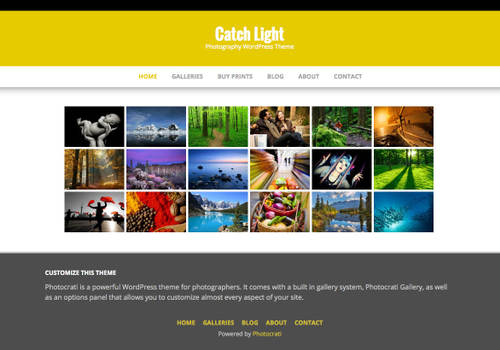 Catch Light
Photography WordPress Theme
HOME GALLERIES BUY PRINTS BLOG ABOUT CONTACT
CUSTOMIZE THIS THEME
Photocrati is a powerful WordPress theme for photographers. It comes with a built in gallery system, Photocrati Gallery, as well
as an options panel that allows you to customize almost every aspect of your site.
HOME GALLERIES BLOG ABOUT CONTACT
Powered by Photocrati